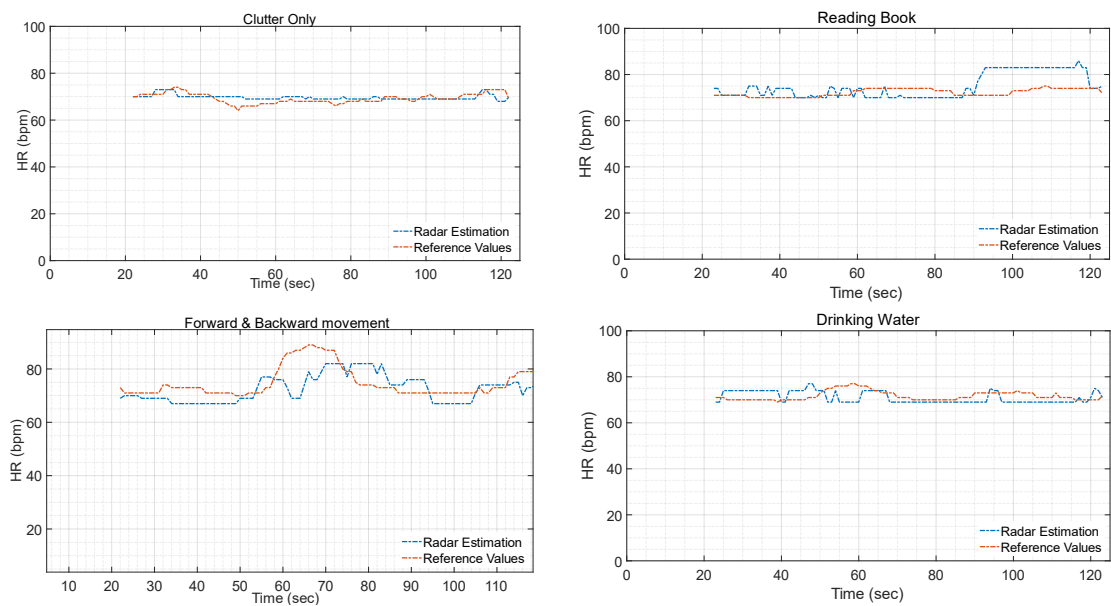 Clutter Only
100
80
60
40
20
0
HR (bpm)
0 20 40 60 80 100 120
Time (sec)
Radar Estimation
Reference Values
Reading Book
100
80
60
40
20
0
HR (bpm)
0 20 40 60 80 100 120
Time (sec)
Radar Estimation
Reference Values
Forward & Backward movement
80
60
40
20
HR (bpm)
10 20 30 40 50 60 70 80 90 100 110
Time (sec)
Radar Estimation
Reference Values
Drinking Water
100
80
60
40
20
0
HR (bpm)
0 20 40 60 80 100 120
Time (sec)
Radar Estimation
Reference Values